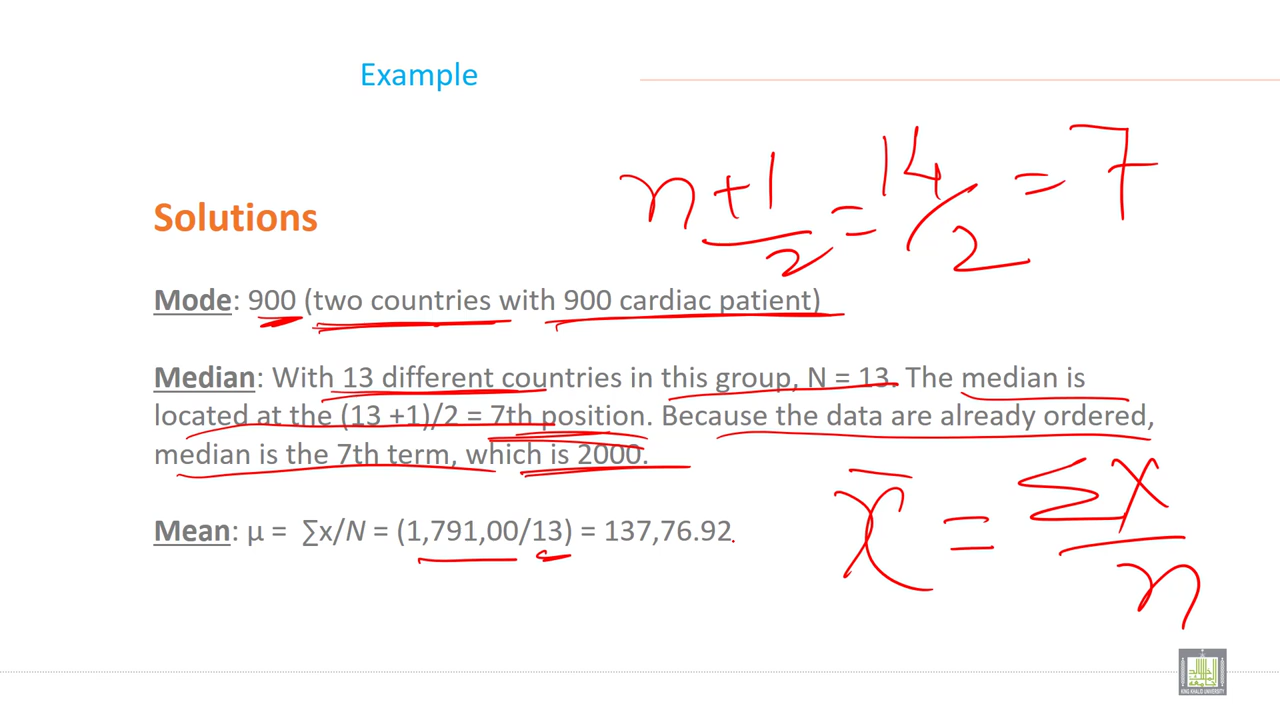 Example
n+1/2 = 14/2 = 7
Solutions
Mode: 900 (two countries with 900 cardiac patient)
Median: With 13 different countries in this group, N = 13. The median is
located at the (13 +1)/2 = 7th position. Because the data are already ordered,
median is the 7th term, which is 2000.
Mean: μ = ∑x/N = (1,791,00/13) = 137,76.92.
x̄ = ∑x/n
KING KHALID UNIVERSITY